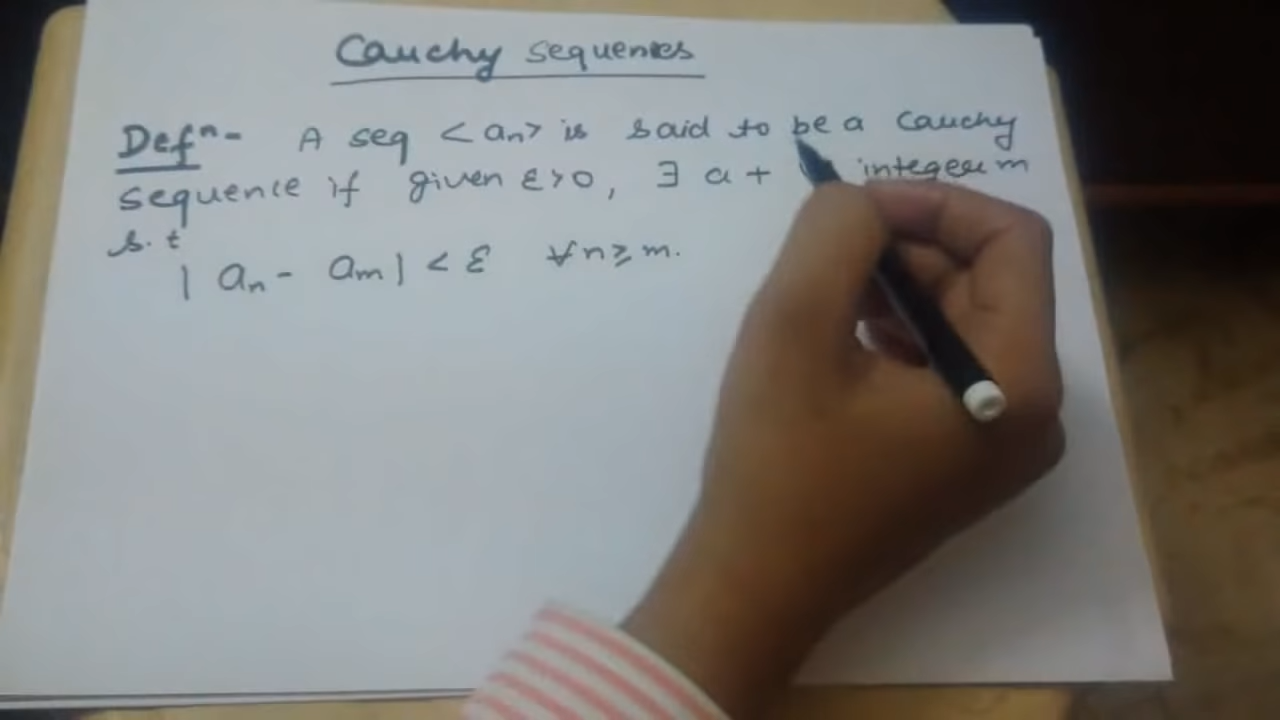 Cauchy sequences
Defⁿ- A seq <aₙ> is said to be a Cauchy
sequence if given ε>0, ∃ a + integer m
s.t
| aₙ - aₘ | < ε ∀n≥m.